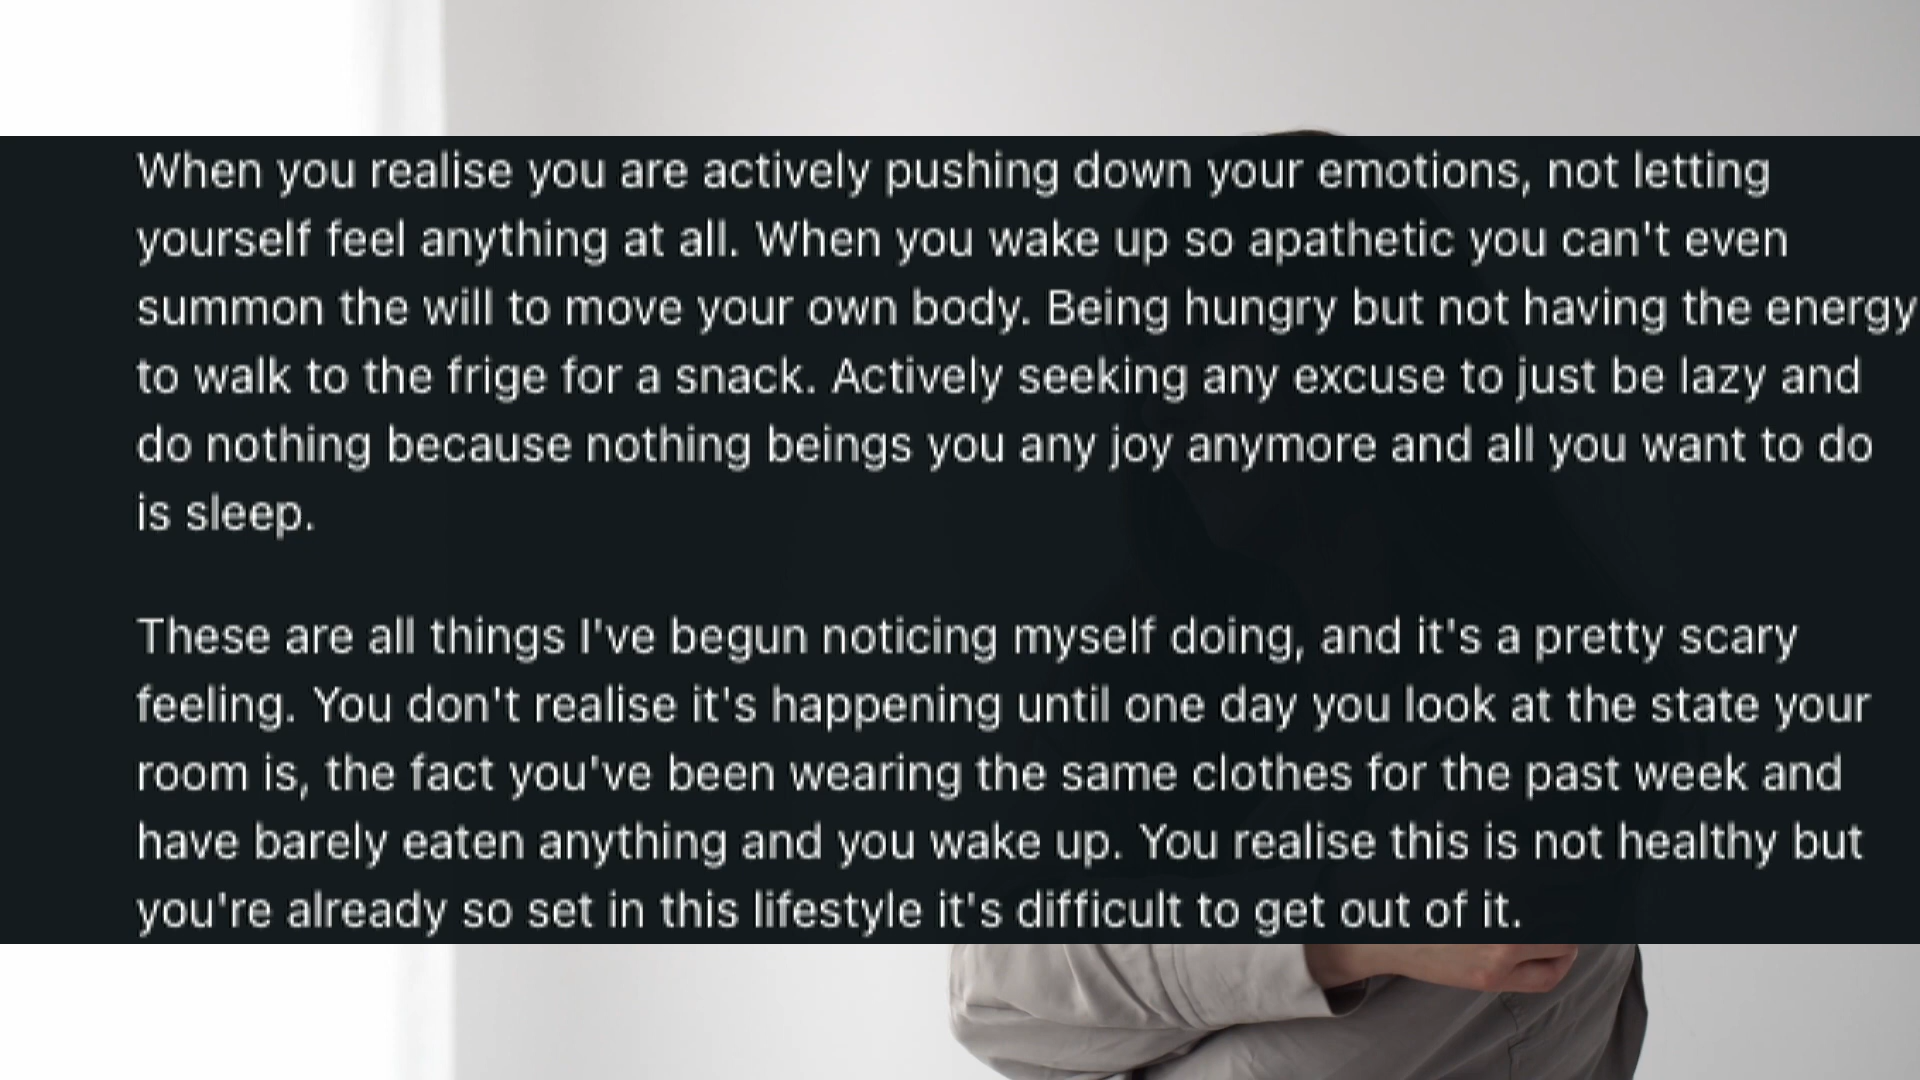 When you realise you are actively pushing down your emotions, not letting
yourself feel anything at all. When you wake up so apathetic you can't even
summon the will to move your own body. Being hungry but not having the energy
to walk to the frige for a snack. Actively seeking any excuse to just be lazy and
do nothing because nothing beings you any joy anymore and all you want to do
is sleep.
These are all things I've begun noticing myself doing, and it's a pretty scary
feeling. You don't realise it's happening until one day you look at the state your
room is, the fact you've been wearing the same clothes for the past week and
have barely eaten anything and you wake up. You realise this is not healthy but
you're already so set in this lifestyle it's difficult to get out of it.